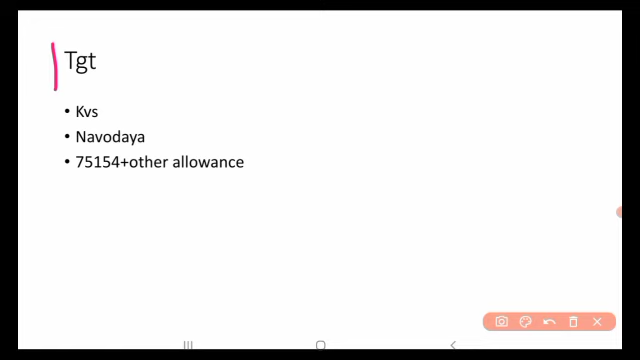 Tgt
• Kvs
• Navodaya
• 75154+other allowance